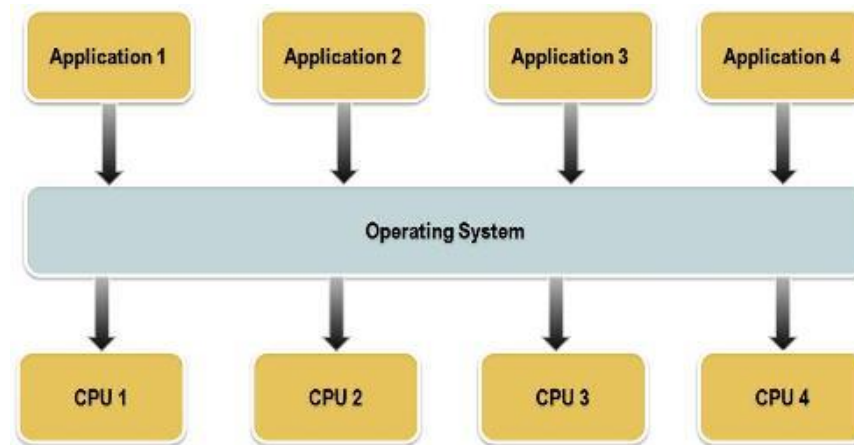 Application 1
Application 2
Application 3
Application 4
Operating System
CPU 1
CPU 2
CPU 3
CPU 4